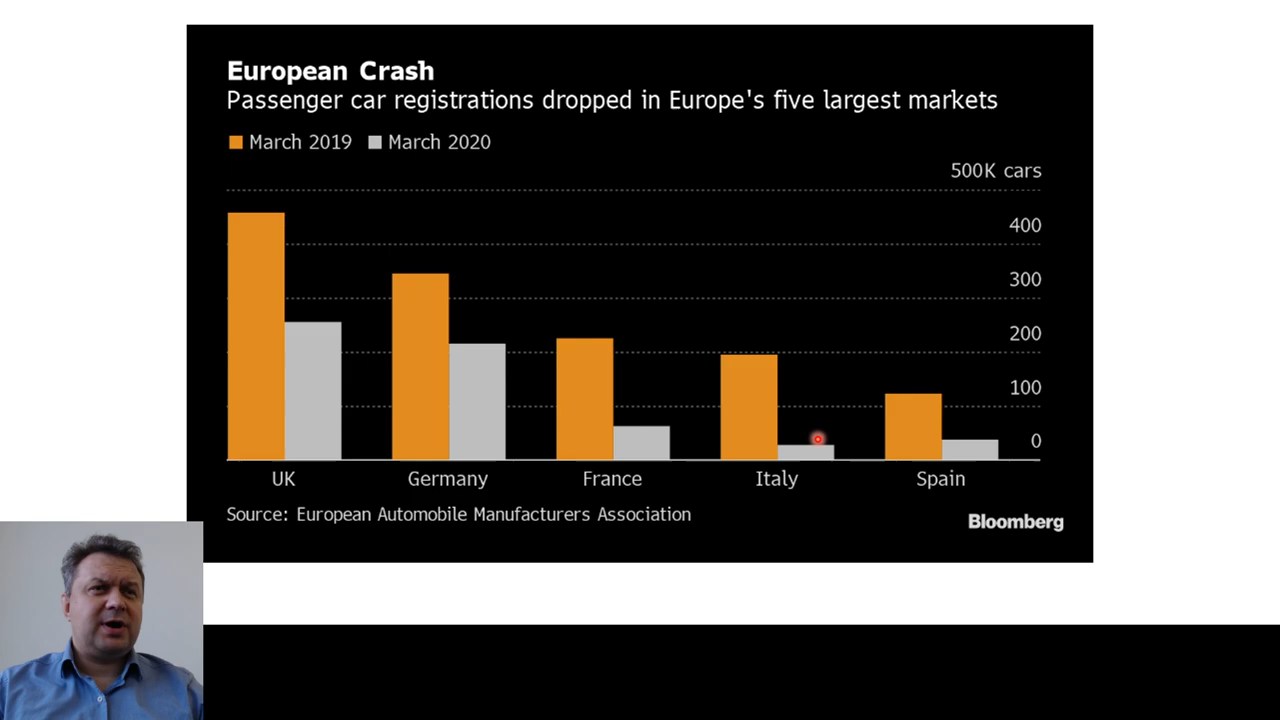 European Crash
Passenger car registrations dropped in Europe's five largest markets
March 2019 March 2020
500K cars
400
300
200
100
0
UK Germany France Italy Spain
Source: European Automobile Manufacturers Association
Bloomberg